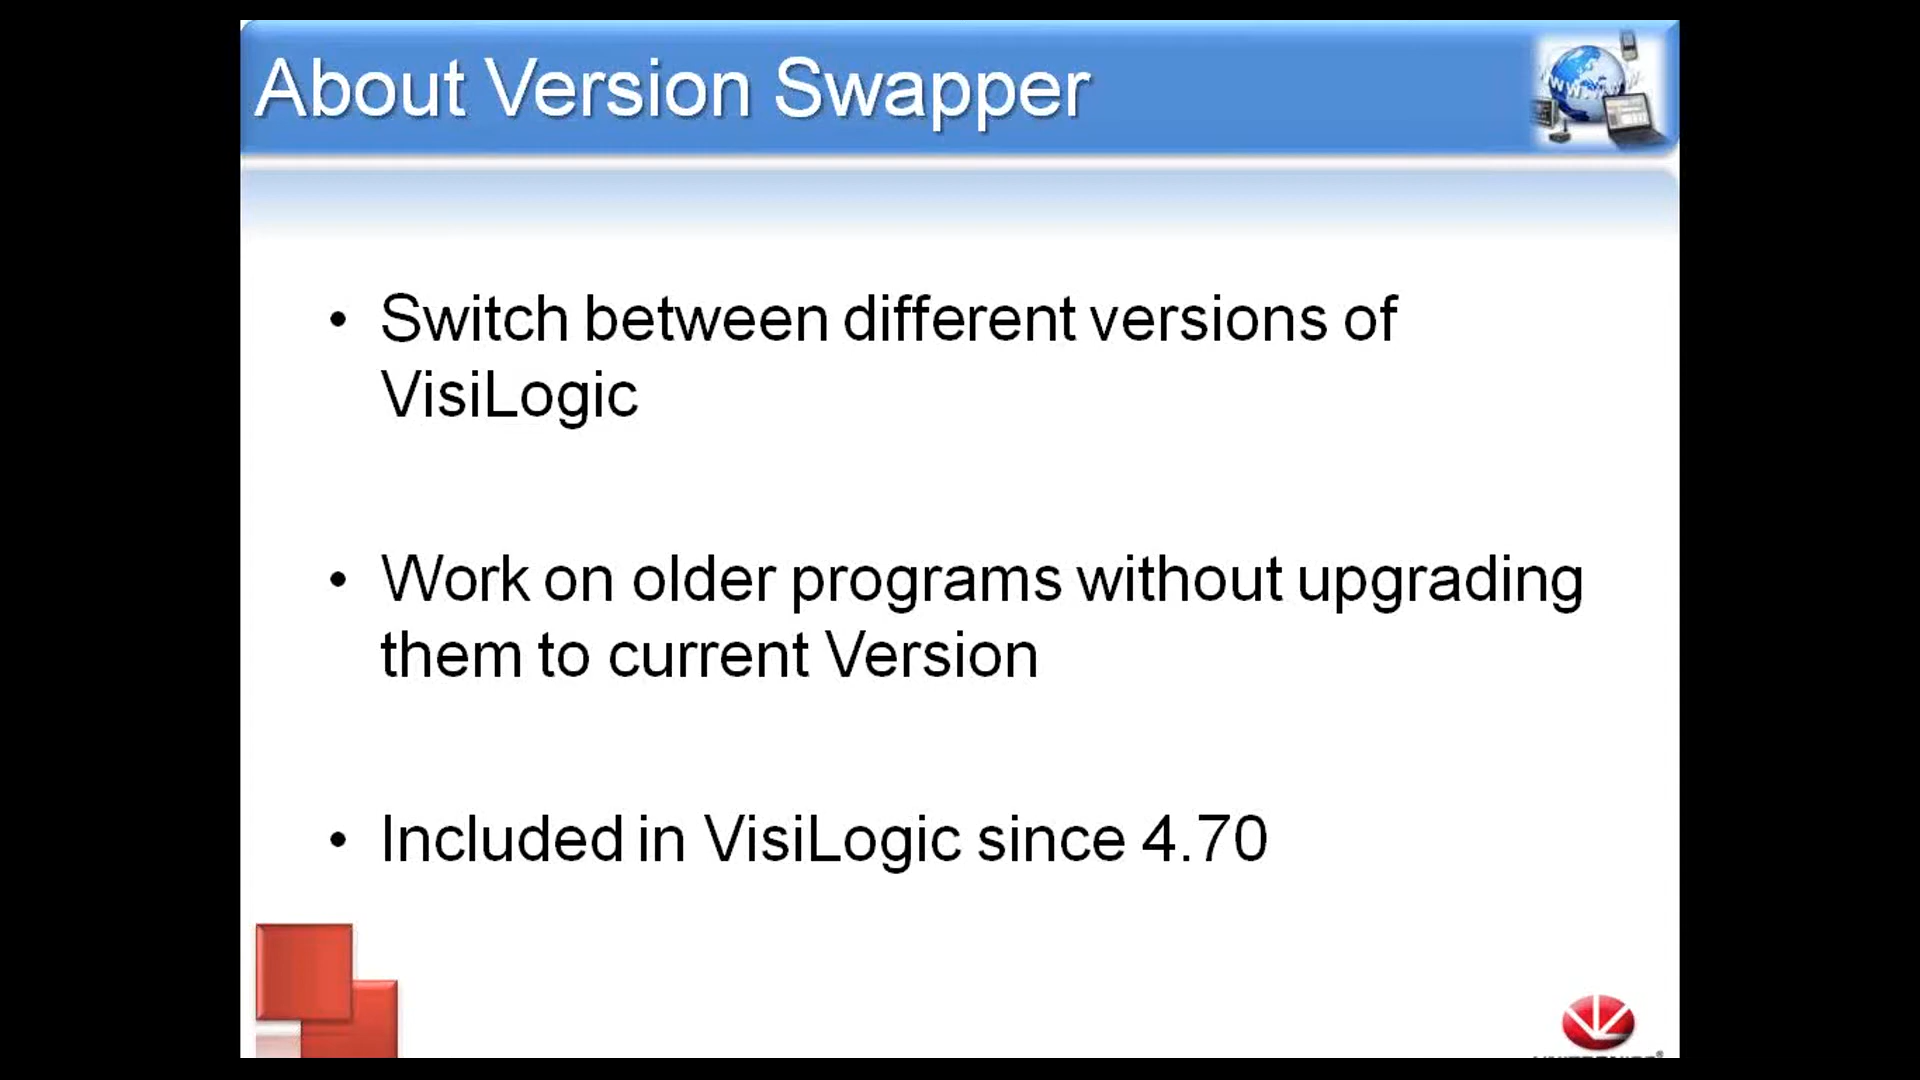 About Version Swapper
• Switch between different versions of
VisiLogic
• Work on older programs without upgrading
them to current Version
• Included in VisiLogic since 4.70